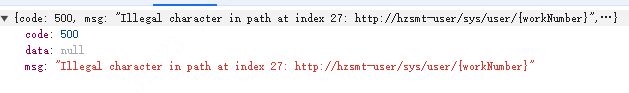 ▼ {code: 500, msg: "Illegal character in path at index 27: http://hzsmt-user/sys/user/{workNumber}",…}
code: 500
data: null
msg: "Illegal character in path at index 27: http://hzsmt-user/sys/user/{workNumber}"